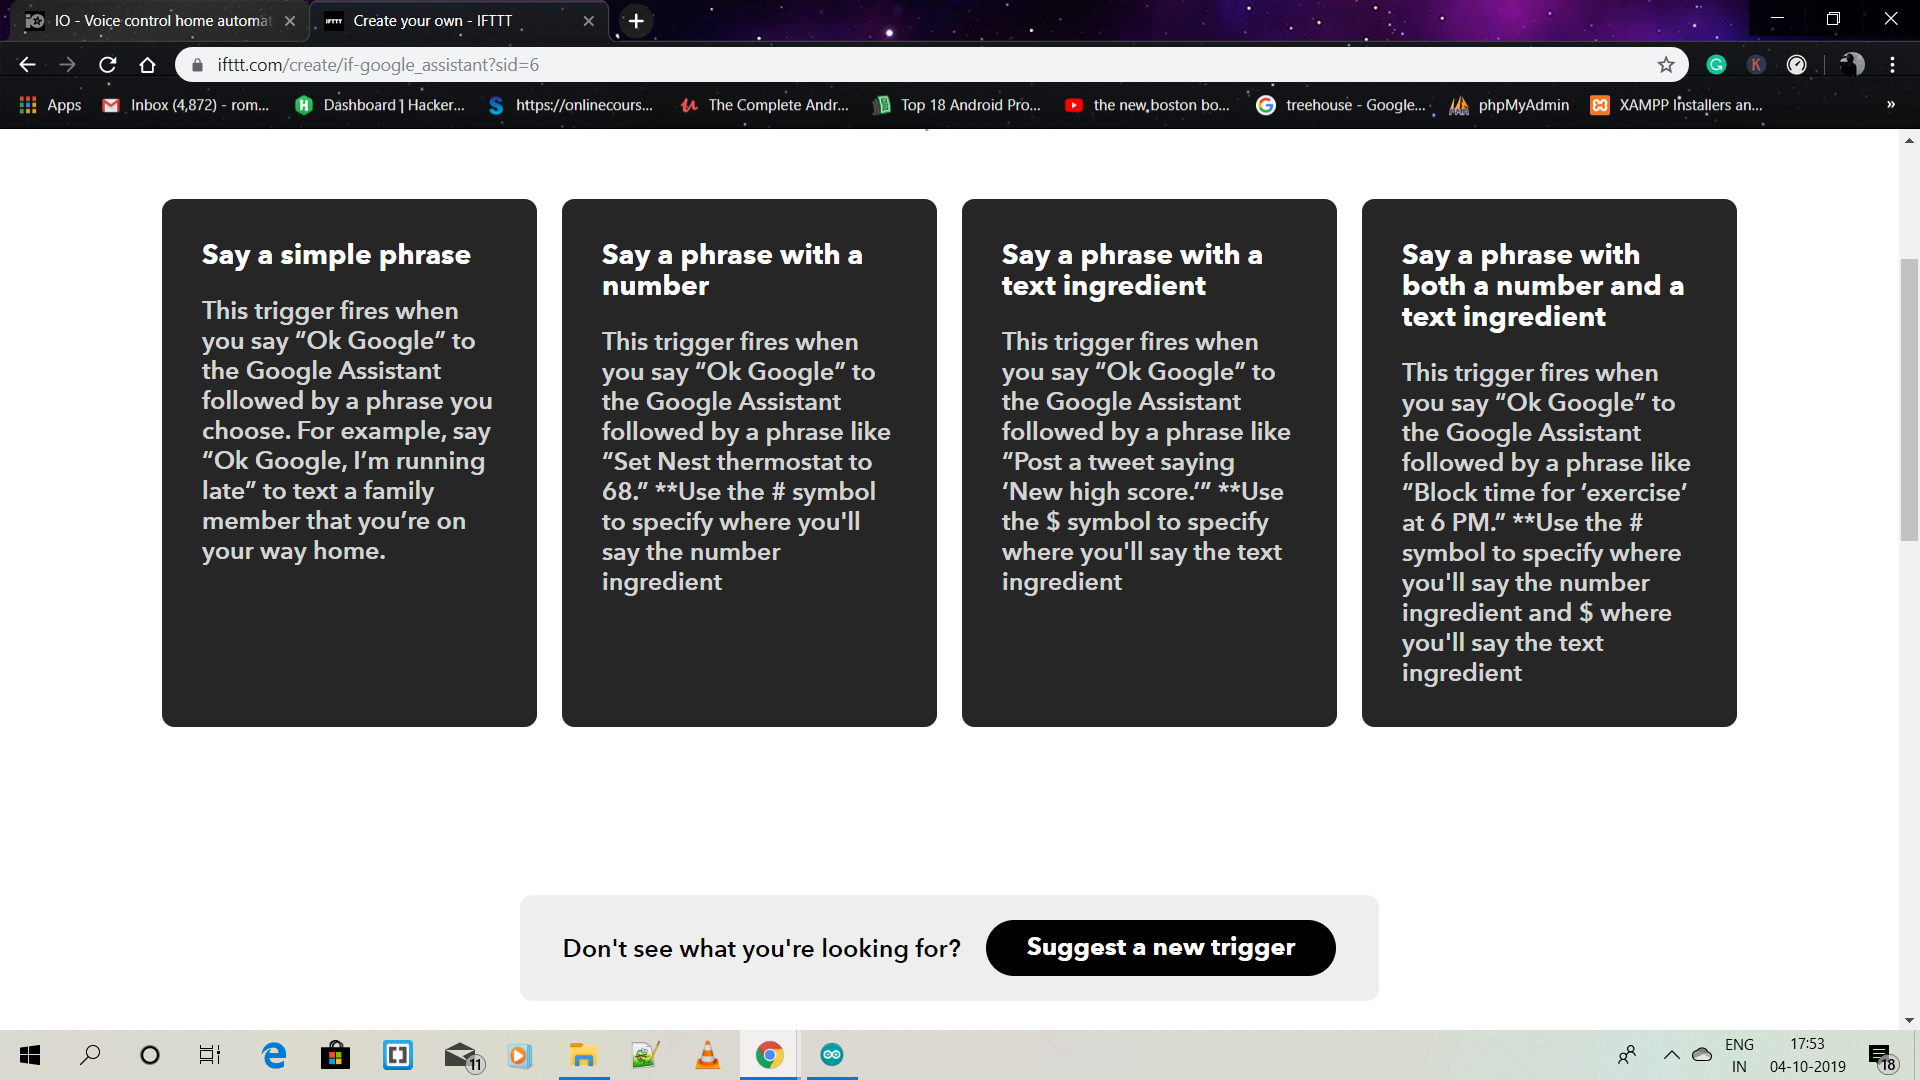 IO - Voice control home automat
Create your own - IFTTT
ifttt.com/create/if-google_assistant?sid=6
Apps
Inbox (4,872) - rom...
Dashboard | Hacker...
https://onlinecours...
The Complete Andr...
Top 18 Android Pro...
the new boston bo...
treehouse - Google...
phpMyAdmin
XAMPP Installers an...
»
Say a simple phrase
This trigger fires when
you say “Ok Google” to
the Google Assistant
followed by a phrase you
choose. For example, say
“Ok Google, I’m running
late” to text a family
member that you’re on
your way home.
Say a phrase with a
number
This trigger fires when
you say “Ok Google” to
the Google Assistant
followed by a phrase like
“Set Nest thermostat to
68.” **Use the # symbol
to specify where you'll
say the number
ingredient
Say a phrase with a
text ingredient
This trigger fires when
you say “Ok Google” to
the Google Assistant
followed by a phrase like
“Post a tweet saying
‘New high score.’” **Use
the $ symbol to specify
where you'll say the text
ingredient
Say a phrase with
both a number and a
text ingredient
This trigger fires when
you say “Ok Google” to
the Google Assistant
followed by a phrase like
“Block time for ‘exercise’
at 6 PM.” **Use the #
symbol to specify where
you'll say the number
ingredient and $ where
you'll say the text
ingredient
Don't see what you're looking for?
Suggest a new trigger
11
ENG
IN
17:53
04-10-2019
18